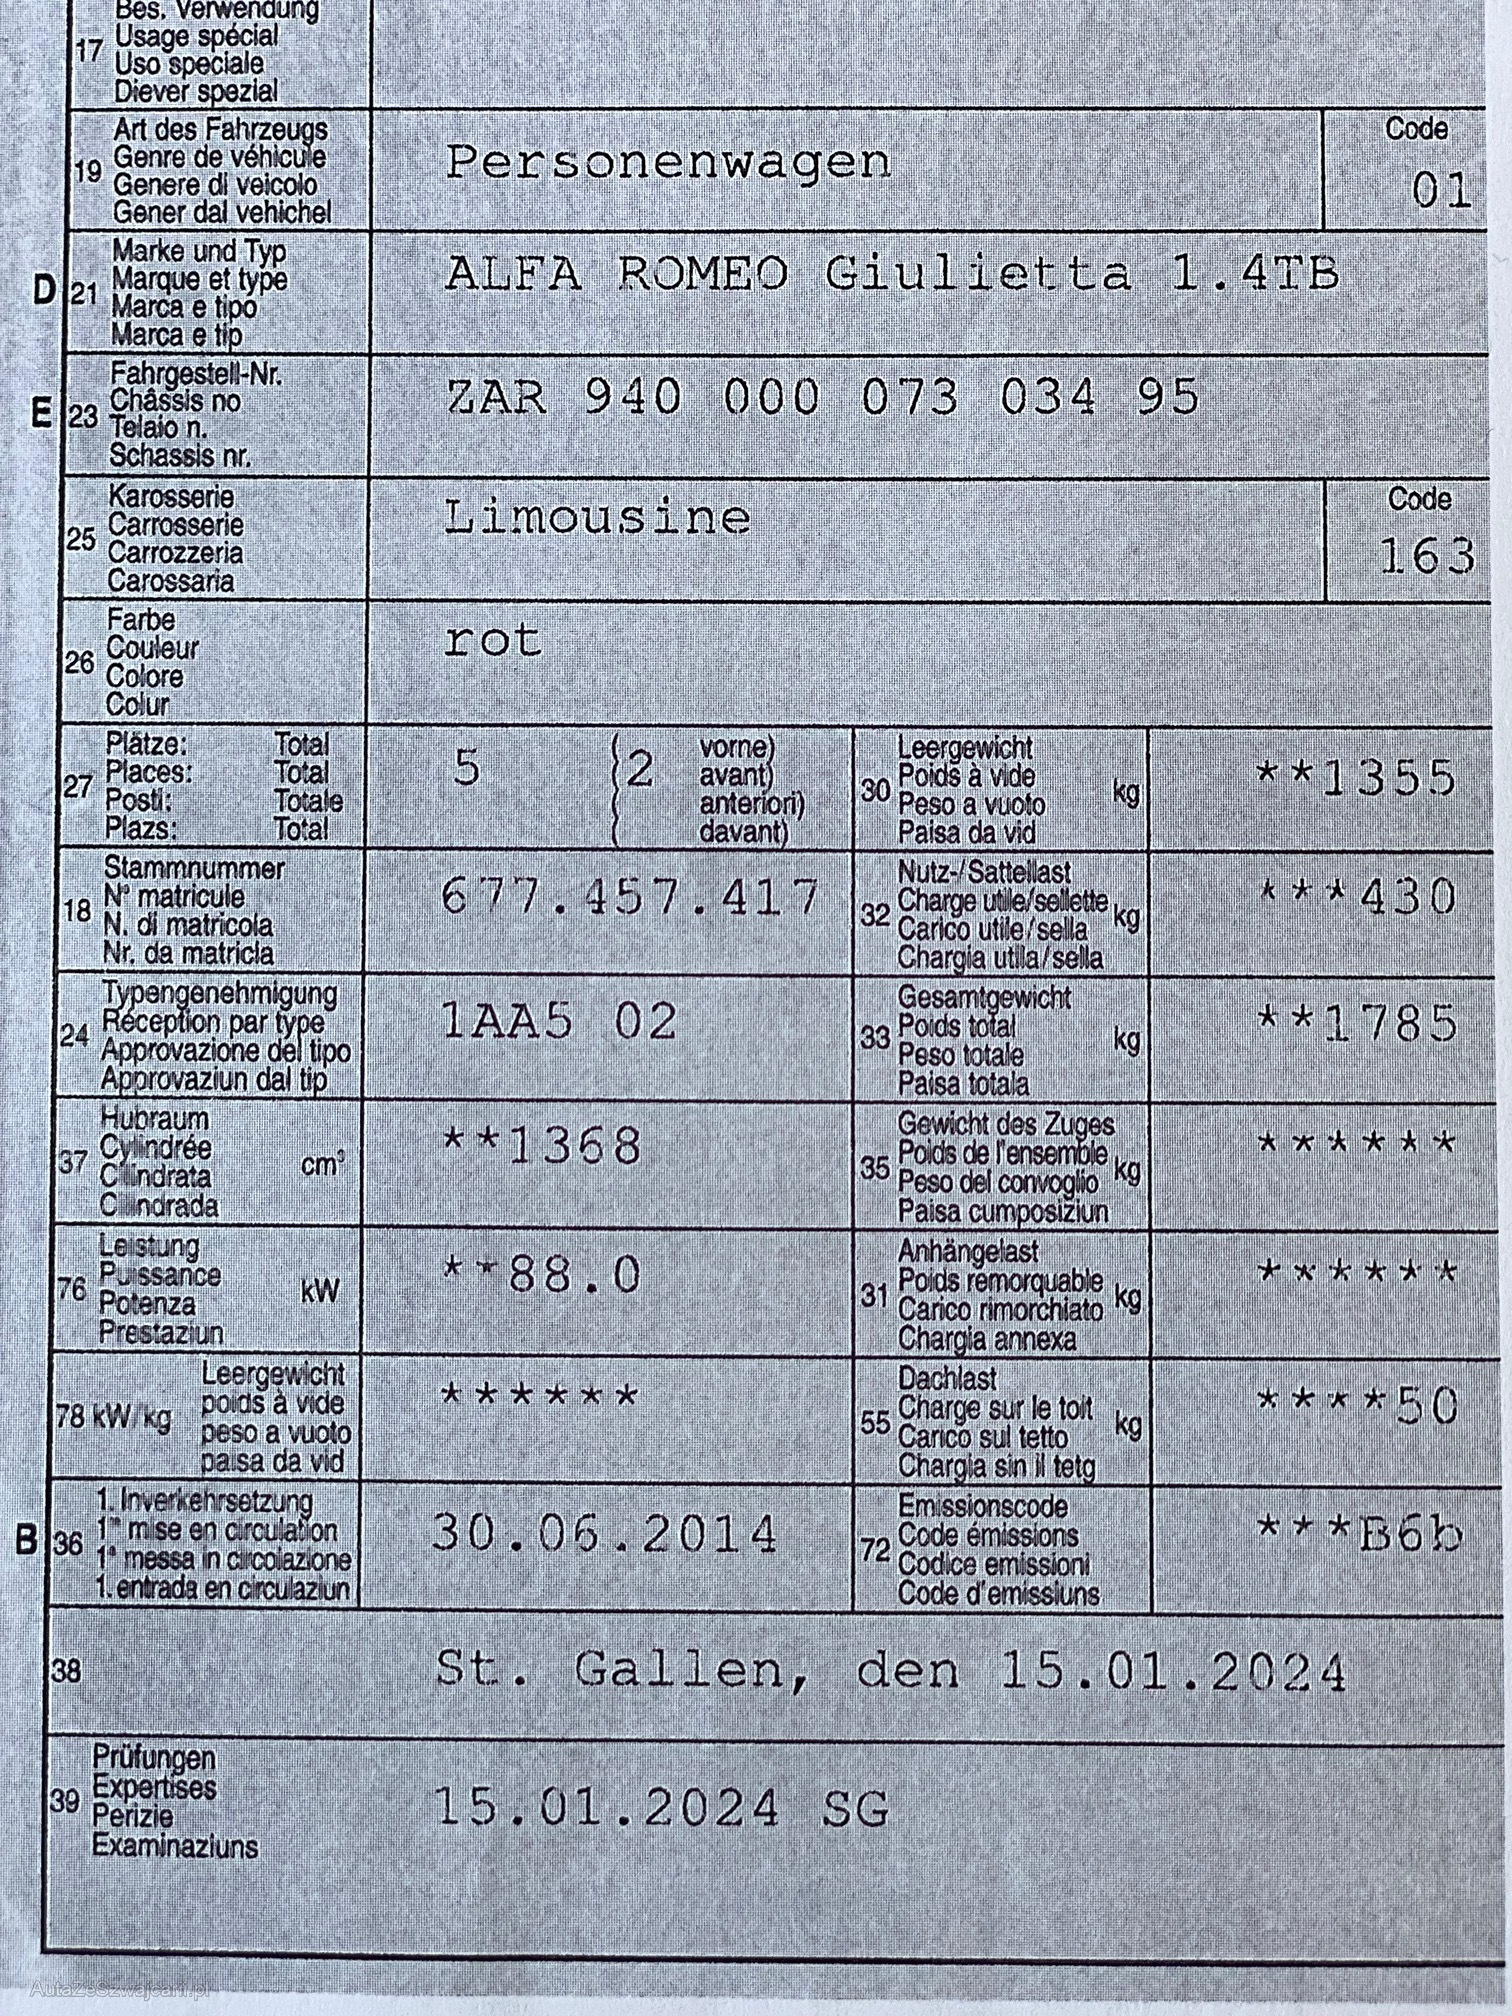 Bes. Verwendung
17 Usage spécial
Uso speciale
Diever spezial
Art des Fahrzeugs
19 Genre de véhicule
Genere di veicolo
Gener dal vehichel
Personenwagen
Code
01
D 21 Marke und Typ
Marque et type
Marca e tipo
Marca e tip
ALFA ROMEO Giulietta 1.4TB
E 23 Fahrgestell-Nr.
Châssis no
Telaio n.
Schassis nr.
ZAR 940 000 073 034 95
25 Karosserie
Carrosserie
Carrozzeria
Carossaria
Limousine
Code
163
26 Farbe
Couleur
Colore
Colur
rot
27 Plätze: Total
Places: Total
Posti: Totale
Plazs: Total
5 (2 vorne)
( avant)
( anteriori)
( davant)
30 Leergewicht
Poids à vide kg
Peso a vuoto
Paisa da vid
**1355
18 Stammnummer
N° matricule
N. di matricola
Nr. da matricla
677.457.417
32 Nutz-/Sattellast
Charge utile/sellette kg
Carico utile/sella
Chargia utila/sella
***430
24 Typengenehmigung
Réception par type
Approvazione del tipo
Approvaziun dal tip
1AA5 02
33 Gesamtgewicht
Poids total kg
Peso totale
Paisa totala
**1785
37 Hubraum
Cylindrée cm³
Cilindrata
Cilindrada
**1368
35 Gewicht des Zuges
Poids de l'ensemble kg
Peso del convoglio
Paisa cumposiziun
******
76 Leistung
Puissance kW
Potenza
Prestaziun
**88.0
31 Anhängelast
Poids remorquable kg
Carico rimorchiato
Chargia annexa
******
78 kW/kg Leergewicht
poids à vide
peso a vuoto
paisa da vid
******
55 Dachlast
Charge sur le toit kg
Carico sul tetto
Chargia sin il tetg
****50
B 36 1. Inverkehrsetzung
1re mise en circulation
1a messa in circolazione
1. entrada en circulaziun
30.06.2014
72 Emissionscode
Code émissions
Codice emissioni
Code d'emissiuns
***B6b
38 St. Gallen, den 15.01.2024
39 Prüfungen
Expertises
Perizie
Examinaziuns
15.01.2024 SG
AutaZeSzwajcarii.pl